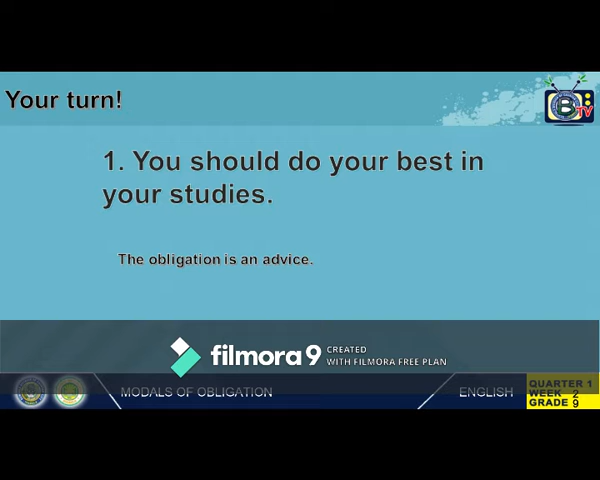 Your turn!
B
TV
1. You should do your best in
your studies.
The obligation is an advice.
filmora 9 CREATED
WITH FILMORA FREE PLAN
MODALS OF OBLIGATION
ENGLISH
QUARTER 1
WEEK 2
GRADE 9